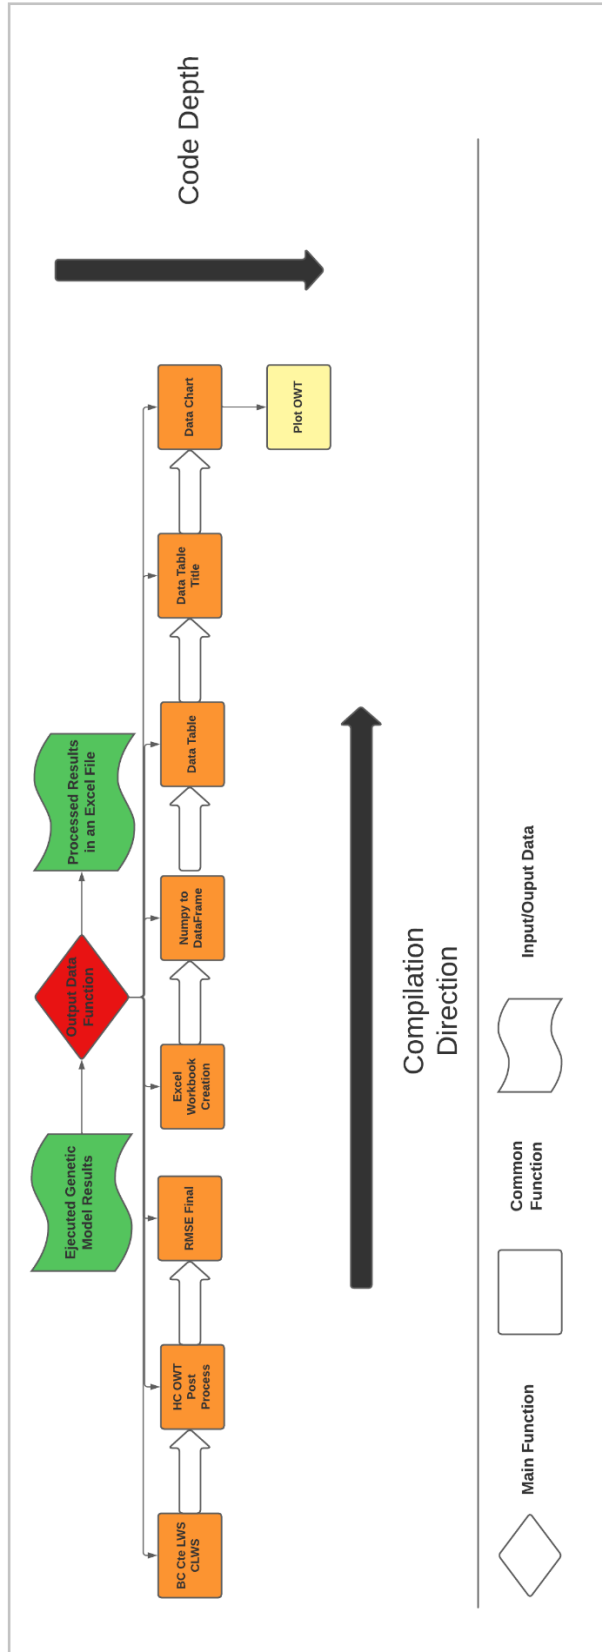 Code Depth
Ejecuted Genetic
Model Results
Output Data
Function
Processed Results
in an Excel File
BC Cte LWS
CLWS
HC OWT
Post
Process
RMSE Final
Excel
Workbook
Creation
Numpy to
DataFrame
Data Table
Data Table
Title
Data Chart
Plot OWT
Compilation
Direction
Main Function
Common
Function
Input/Ouput Data